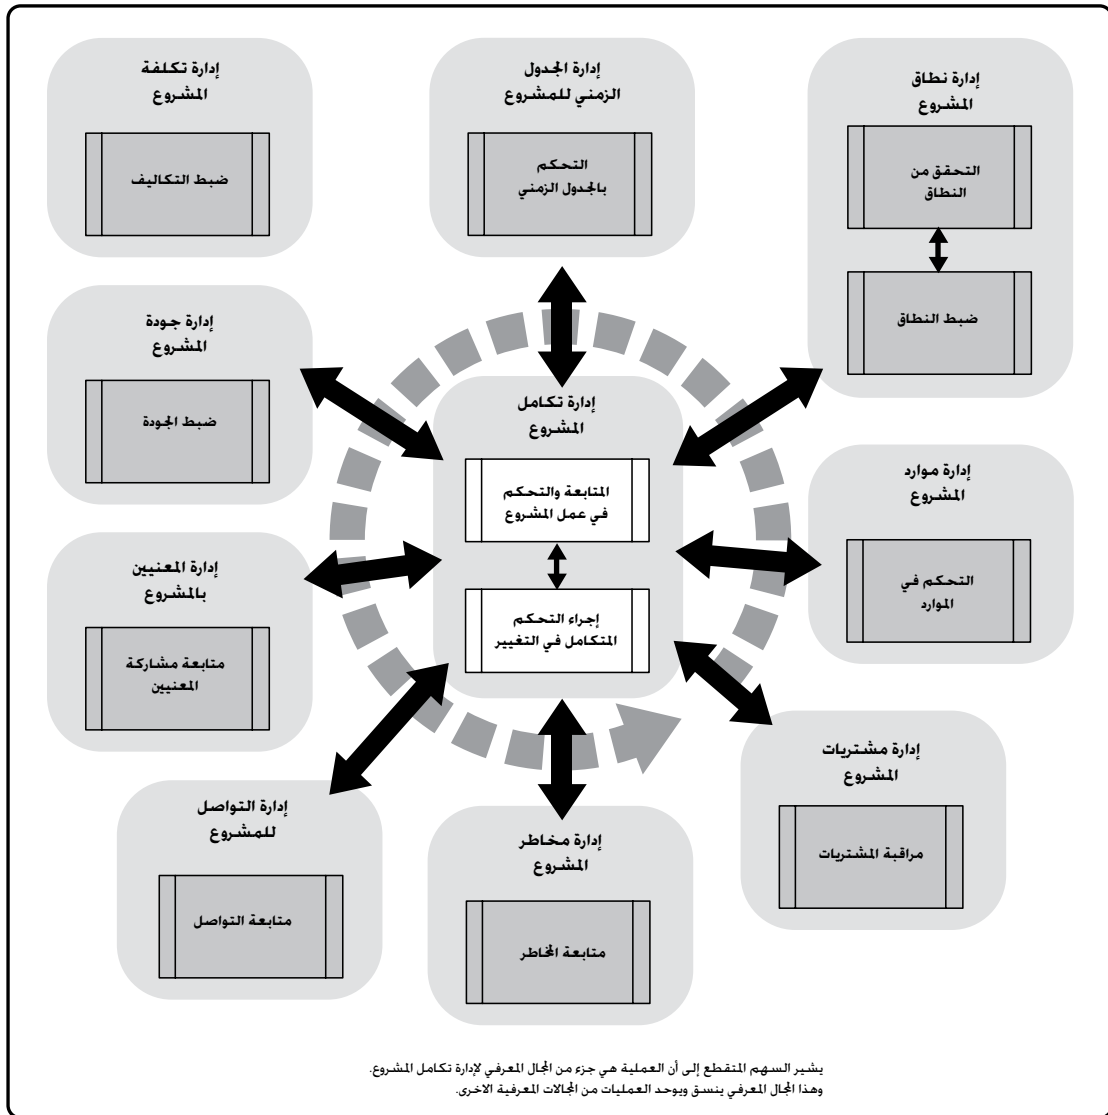 إدارة نطاق
المشروع
التحقق من
النطاق
ضبط النطاق
إدارة الجدول
الزمني للمشروع
التحكم
بالجدول الزمني
إدارة تكلفة
المشروع
ضبط التكاليف
إدارة جودة
المشروع
ضبط الجودة
إدارة تكامل
المشروع
المتابعة والتحكم
في عمل المشروع
إجراء التحكم
المتكامل في التغيير
إدارة موارد
المشروع
التحكم في
الموارد
إدارة المعنيين
بالمشروع
متابعة مشاركة
المعنيين
إدارة مشتريات
المشروع
مراقبة المشتريات
إدارة مخاطر
المشروع
متابعة المخاطر
إدارة التواصل
للمشروع
متابعة التواصل
يشير السهم المتقطع إلى أن العملية هي جزء من المجال المعرفي لإدارة تكامل المشروع.
وهذا المجال المعرفي ينسق ويوحد العمليات من المجالات المعرفية الاخرى.